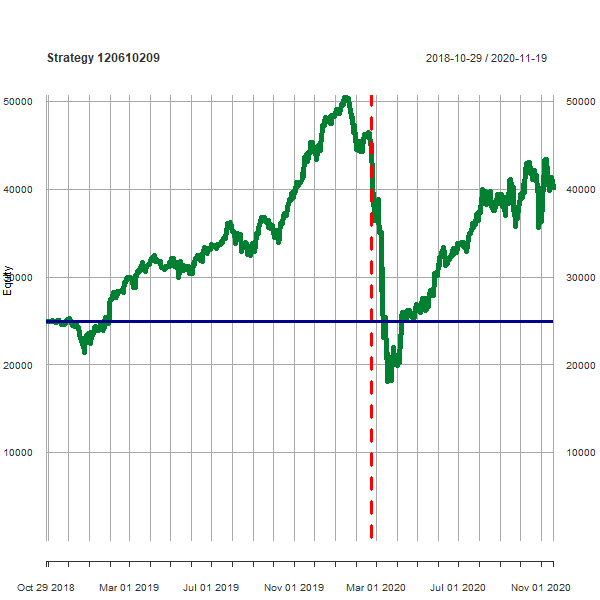 Strategy 120610209
2018-10-29 / 2020-11-19
50000
50000
40000
40000
30000
30000
Equity
20000
20000
10000
10000
Oct 29 2018
Mar 01 2019
Jul 01 2019
Nov 01 2019
Mar 01 2020
Jul 01 2020
Nov 01 2020